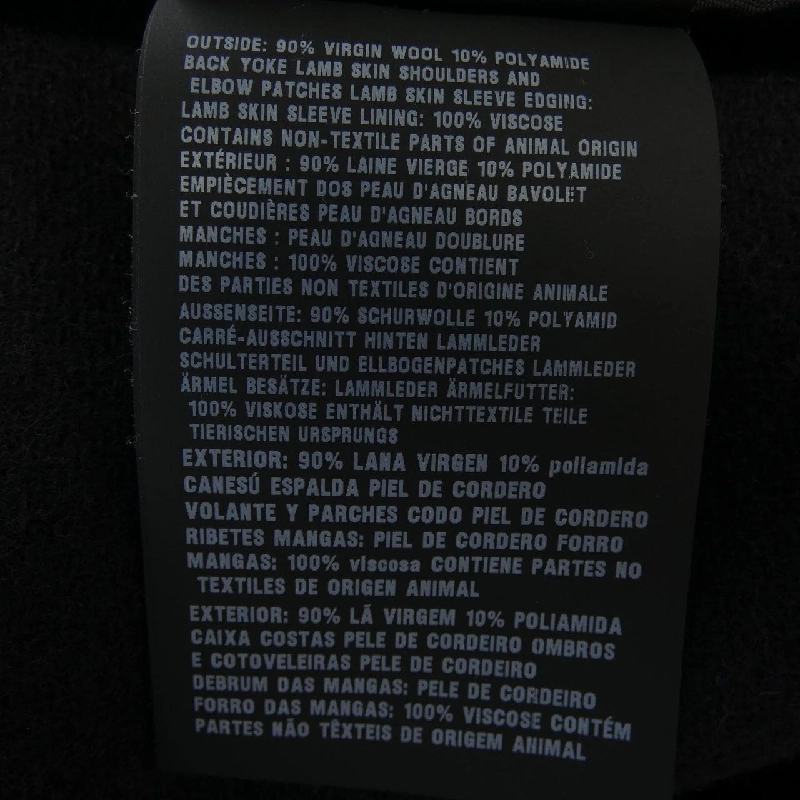 OUTSIDE: 90% VIRGIN WOOL 10% POLYAMIDE
BACK YOKE LAMB SKIN SHOULDERS AND
ELBOW PATCHES LAMB SKIN SLEEVE EDGING:
LAMB SKIN SLEEVE LINING: 100% VISCOSE
CONTAINS NON-TEXTILE PARTS OF ANIMAL ORIGIN
EXTÉRIEUR : 90% LAINE VIERGE 10% POLYAMIDE
EMPIÈCEMENT DOS PEAU D'AGNEAU BAVOLET
ET COUDIÈRES PEAU D'AGNEAU BORDS
MANCHES : PEAU D'AGNEAU DOUBLURE
MANCHES : 100% VISCOSE CONTIENT
DES PARTIES NON TEXTILES D'ORIGINE ANIMALE
AUSSENSEITE: 90% SCHURWOLLE 10% POLYAMID
CARRÉ-AUSSCHNITT HINTEN LAMMLEDER
SCHULTERTEIL UND ELLBOGENPATCHES LAMMLEDER
ÄRMEL BESÄTZE: LAMMLEDER ÄRMELFUTTER:
100% VISKOSE ENTHÄLT NICHTTEXTILE TEILE
TIERISCHEN URSPRUNGS
EXTERIOR: 90% LANA VIRGEN 10% poliamida
CANESÚ ESPALDA PIEL DE CORDERO
VOLANTE Y PARCHES CODO PIEL DE CORDERO
RIBETES MANGAS: PIEL DE CORDERO FORRO
MANGAS: 100% viscosa CONTIENE PARTES NO
TEXTILES DE ORIGEN ANIMAL
EXTERIOR: 90% LÃ VIRGEM 10% POLIAMIDA
CAIXA COSTAS PELE DE CORDEIRO OMBROS
E COTOVELEIRAS PELE DE CORDEIRO
DEBRUM DAS MANGAS: PELE DE CORDEIRO
FORRO DAS MANGAS: 100% VISCOSE CONTÉM
PARTES NÃO TÊXTEIS DE ORIGEM ANIMAL